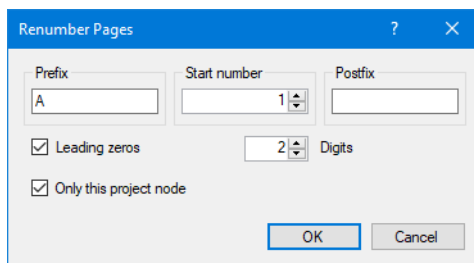 Renumber Pages ?
Prefix Start number Postfix
A 1
Leading zeros 2 Digits
Only this project node
OK Cancel